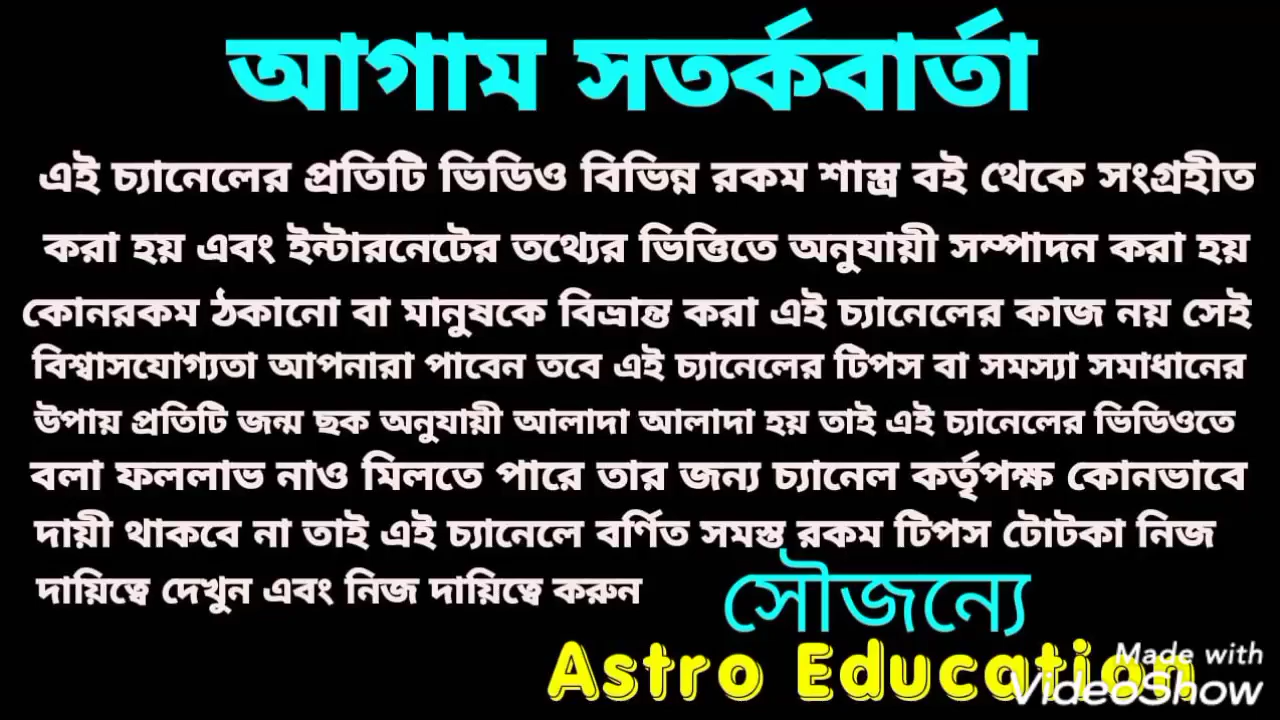 আগাম সতর্কবার্তা
এই চ্যানেলের প্রতিটি ভিডিও বিভিন্ন রকম শাস্ত্র বই থেকে সংগ্রহীত
করা হয় এবং ইন্টারনেটের তথ্যের ভিত্তিতে অনুযায়ী সম্পাদন করা হয়
কোনরকম ঠকানো বা মানুষকে বিভ্রান্ত করা এই চ্যানেলের কাজ নয় সেই
বিশ্বাসযোগ্যতা আপনারা পাবেন তবে এই চ্যানেলের টিপস বা সমস্যা সমাধানের
উপায় প্রতিটি জন্ম ছক অনুযায়ী আলাদা আলাদা হয় তাই এই চ্যানেলের ভিডিওতে
বলা ফললাভ নাও মিলতে পারে তার জন্য চ্যানেল কর্তৃপক্ষ কোনভাবে
দায়ী থাকবে না তাই এই চ্যানেলে বর্ণিত সমস্ত রকম টিপস টোটকা নিজ
দায়িত্বে দেখুন এবং নিজ দায়িত্বে করুন
সৌজন্যে
Astro Education
Made with
VideoShow